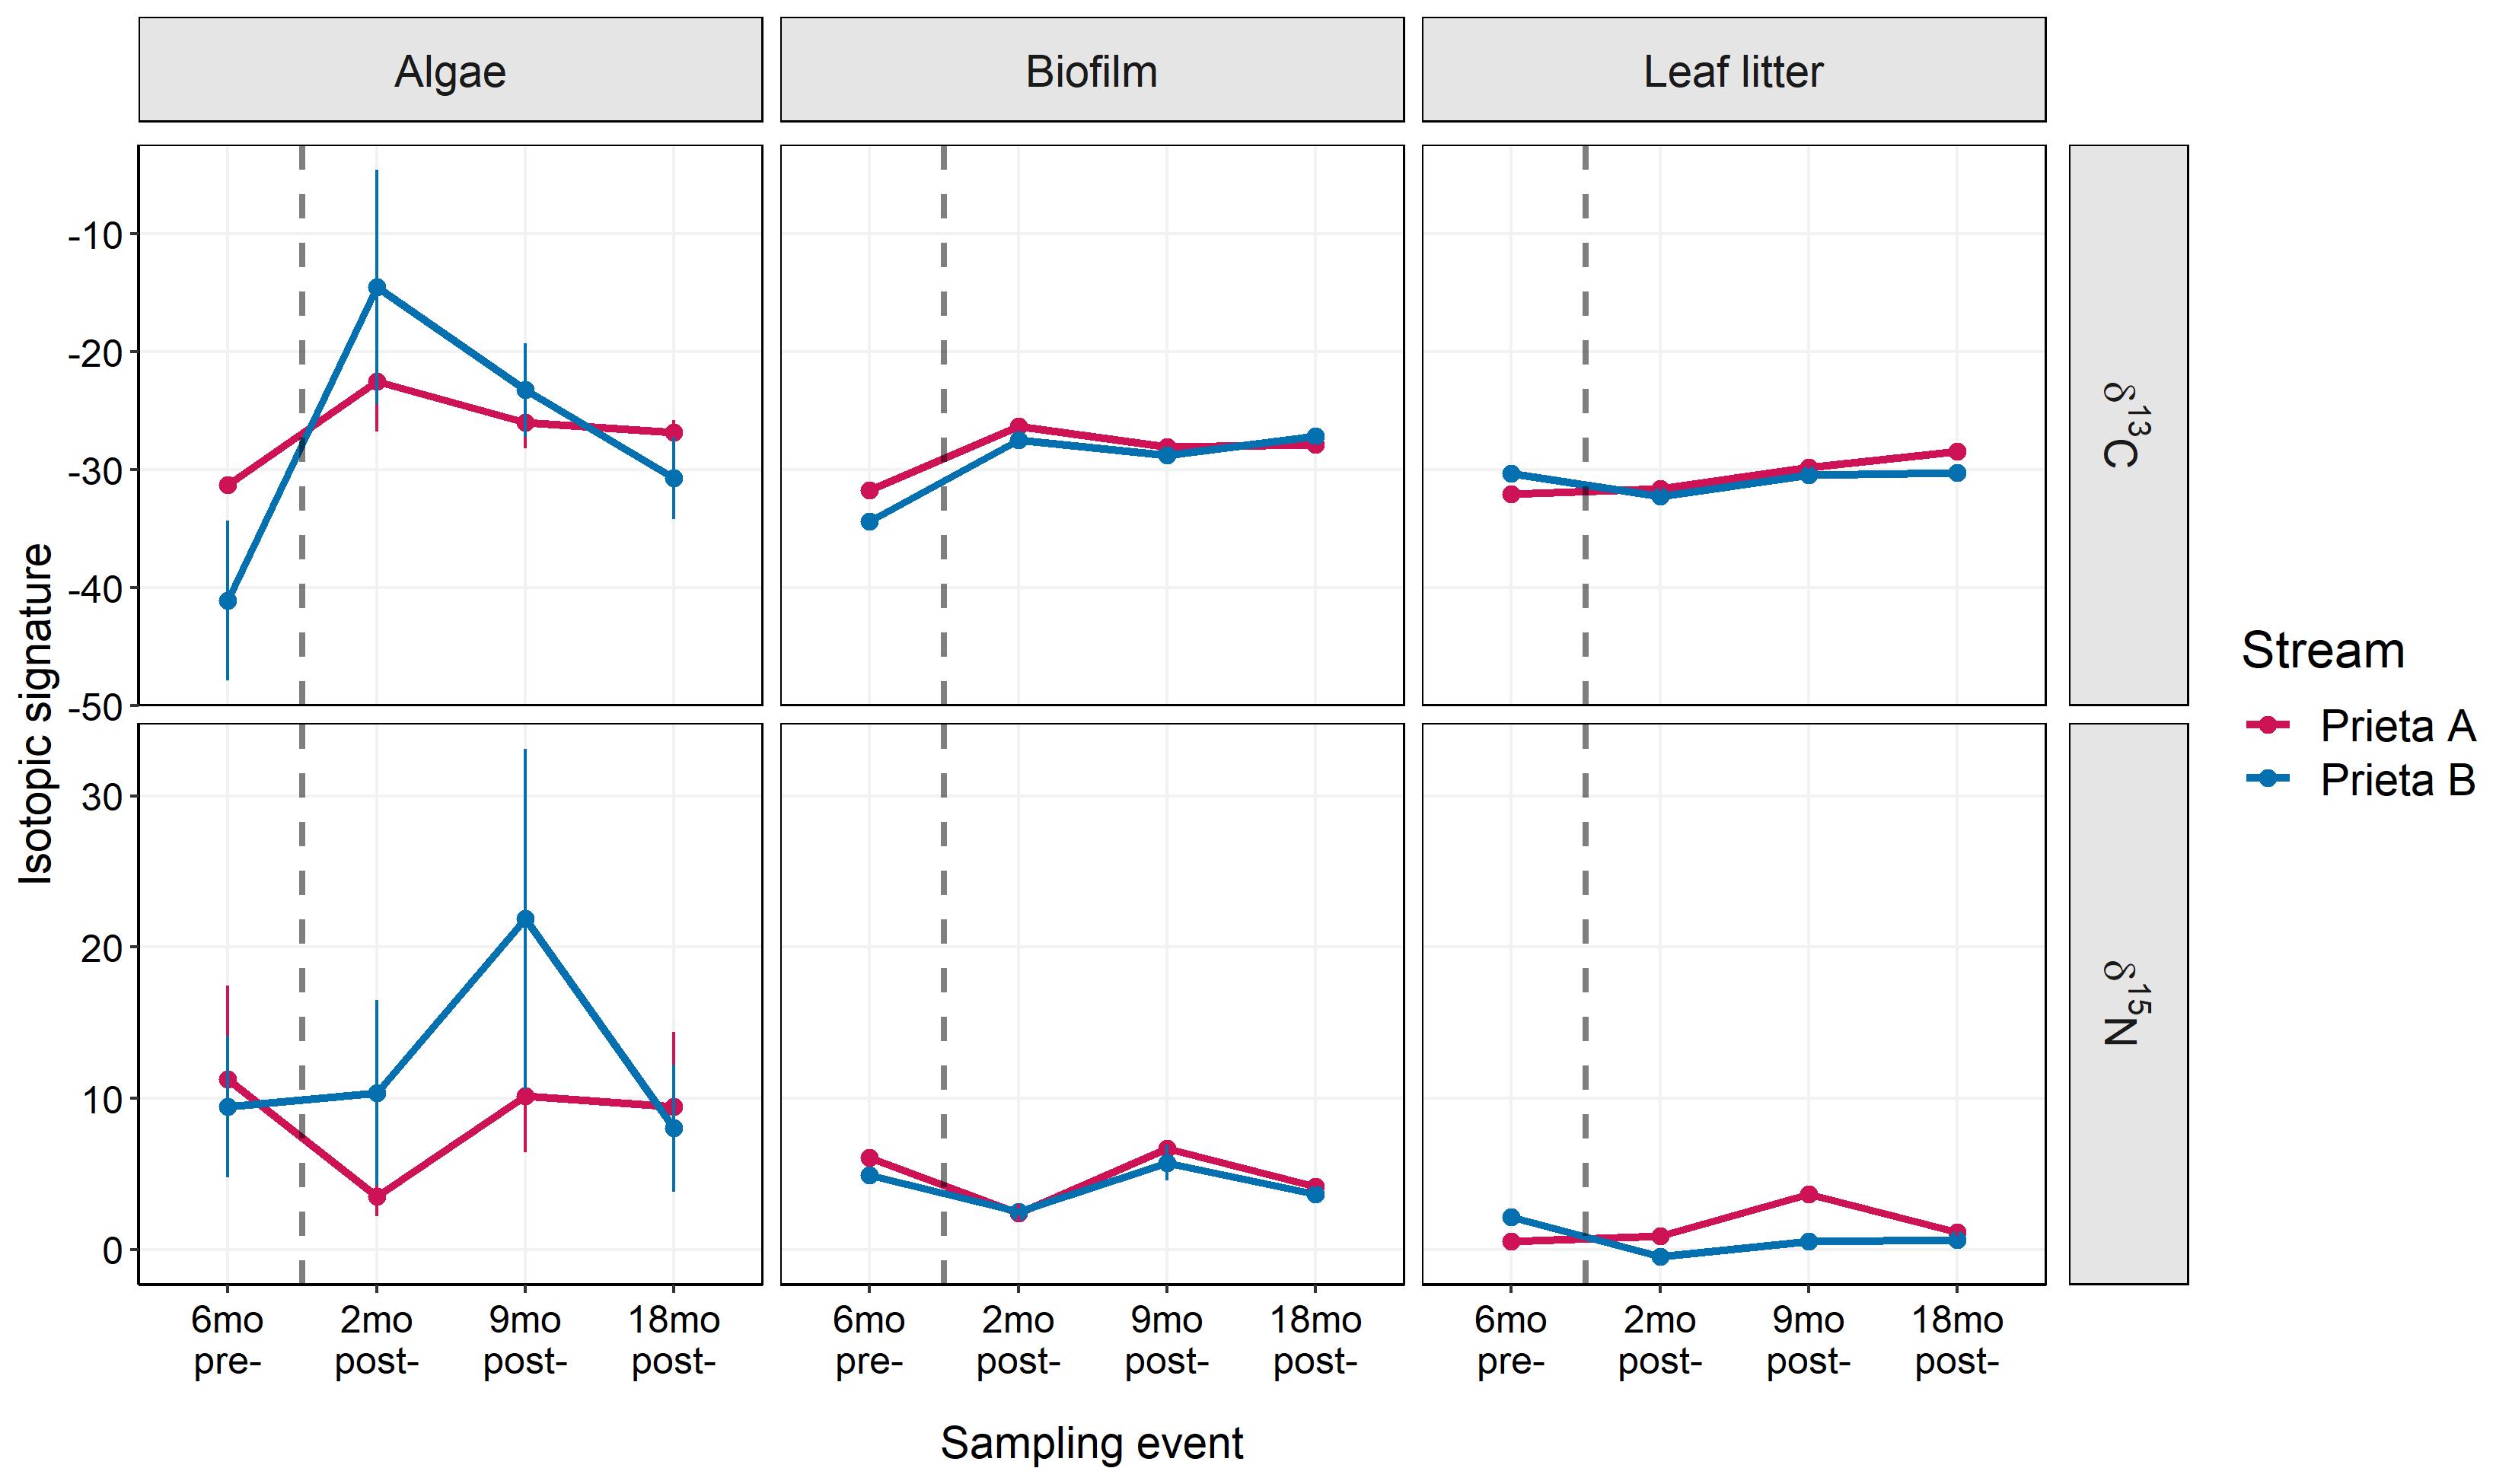 Algae
Biofilm
Leaf litter
Isotopic signature
-10
-20
-30
-40
-50
δ¹³C
30
20
10
0
δ¹⁵N
6mo
pre-
2mo
post-
9mo
post-
18mo
post-
6mo
pre-
2mo
post-
9mo
post-
18mo
post-
6mo
pre-
2mo
post-
9mo
post-
18mo
post-
Sampling event
Stream
Prieta A
Prieta B